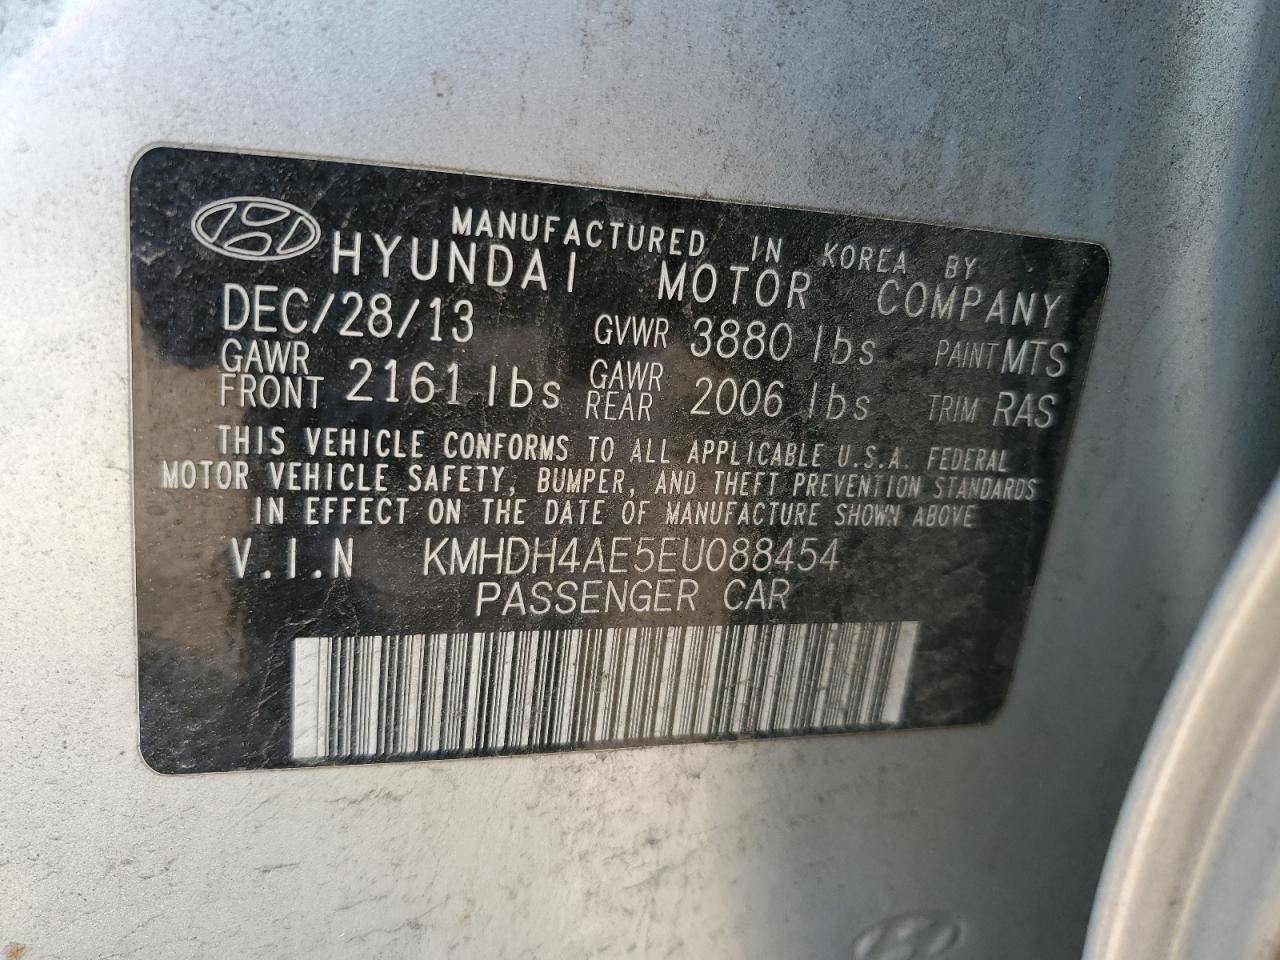 MANUFACTURED IN KOREA BY
HYUNDAI MOTOR COMPANY
DEC/28/13 GVWR 3880 lbs PAINT MTS
GAWR FRONT 2161 lbs GAWR REAR 2006 lbs TRIM RAS
THIS VEHICLE CONFORMS TO ALL APPLICABLE U.S.A. FEDERAL
MOTOR VEHICLE SAFETY, BUMPER, AND THEFT PREVENTION STANDARDS
IN EFFECT ON THE DATE OF MANUFACTURE SHOWN ABOVE
V.I.N KMHDH4AE5EU088454
PASSENGER CAR